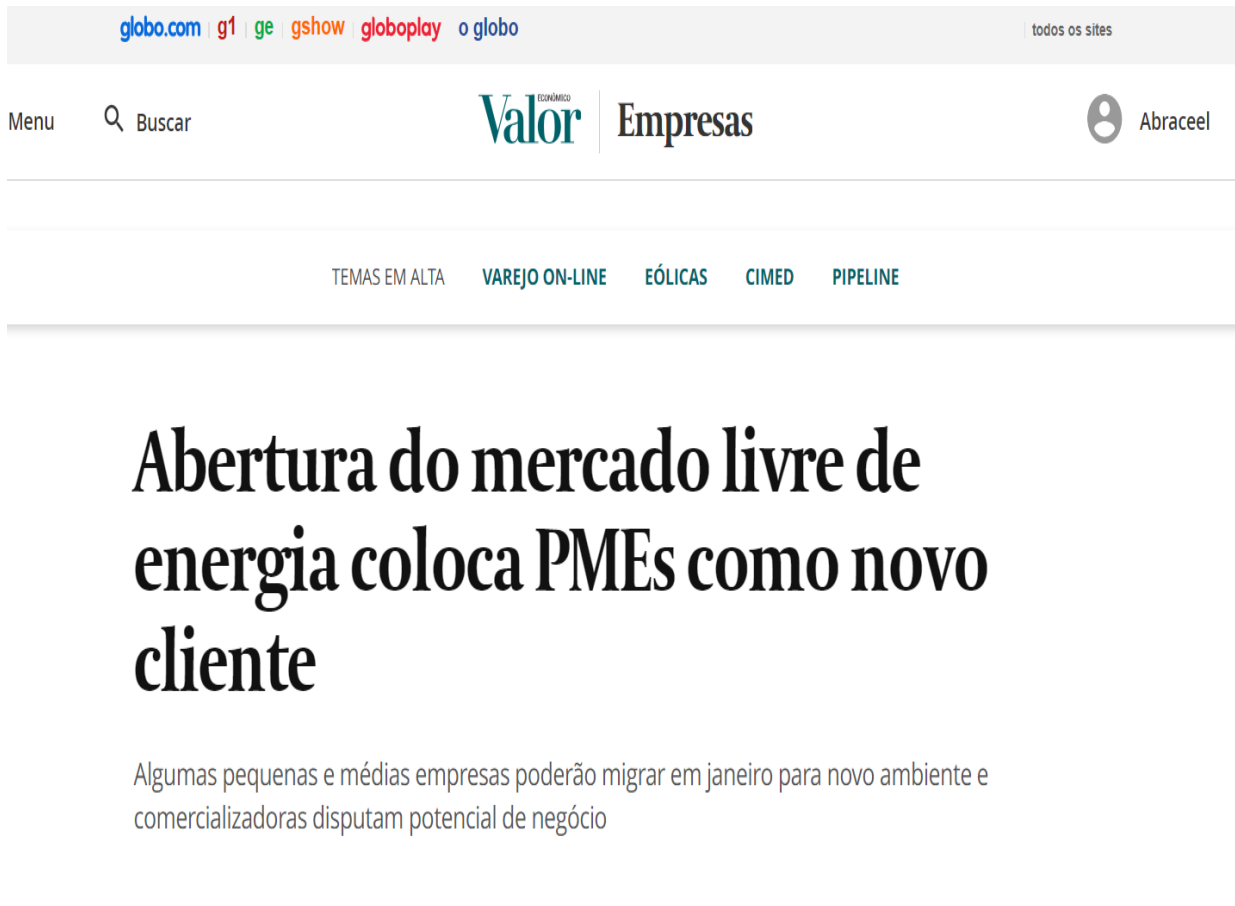 globo.com g1 ge gshow globoplay o globo todos os sites
Menu Buscar Valor ECONÔMICO Empresas Abraceel
TEMAS EM ALTA VAREJO ON-LINE EÓLICAS CIMED PIPELINE
Abertura do mercado livre de
energia coloca PMEs como novo
cliente
Algumas pequenas e médias empresas poderão migrar em janeiro para novo ambiente e
comercializadoras disputam potencial de negócio